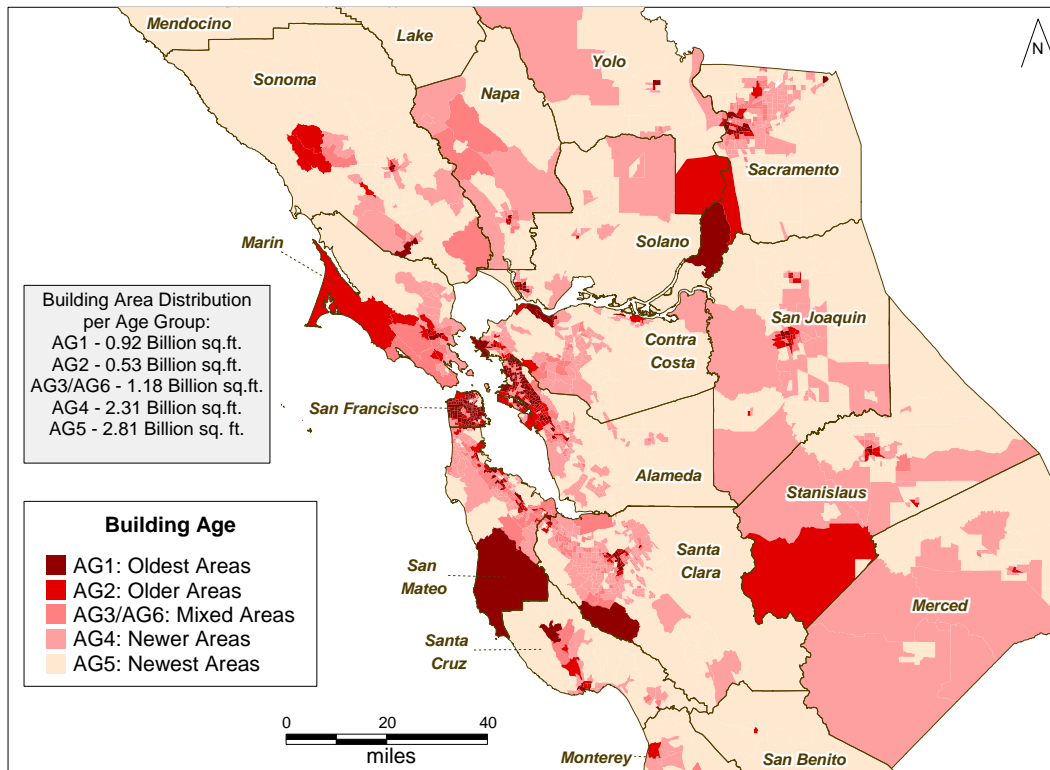 Mendocino
Lake
N
Yolo
Sonoma
Napa
Sacramento
Marin
Solano
Building Area Distribution
per Age Group:
AG1 - 0.92 Billion sq.ft.
AG2 - 0.53 Billion sq.ft.
AG3/AG6 - 1.18 Billion sq.ft.
AG4 - 2.31 Billion sq.ft.
AG5 - 2.81 Billion sq. ft.
San Joaquin
Contra
Costa
San Francisco
Alameda
Stanislaus
Building Age
AG1: Oldest Areas
AG2: Older Areas
AG3/AG6: Mixed Areas
AG4: Newer Areas
AG5: Newest Areas
Santa
Clara
San
Mateo
Merced
Santa
Cruz
0 20 40
miles
Monterey
San Benito